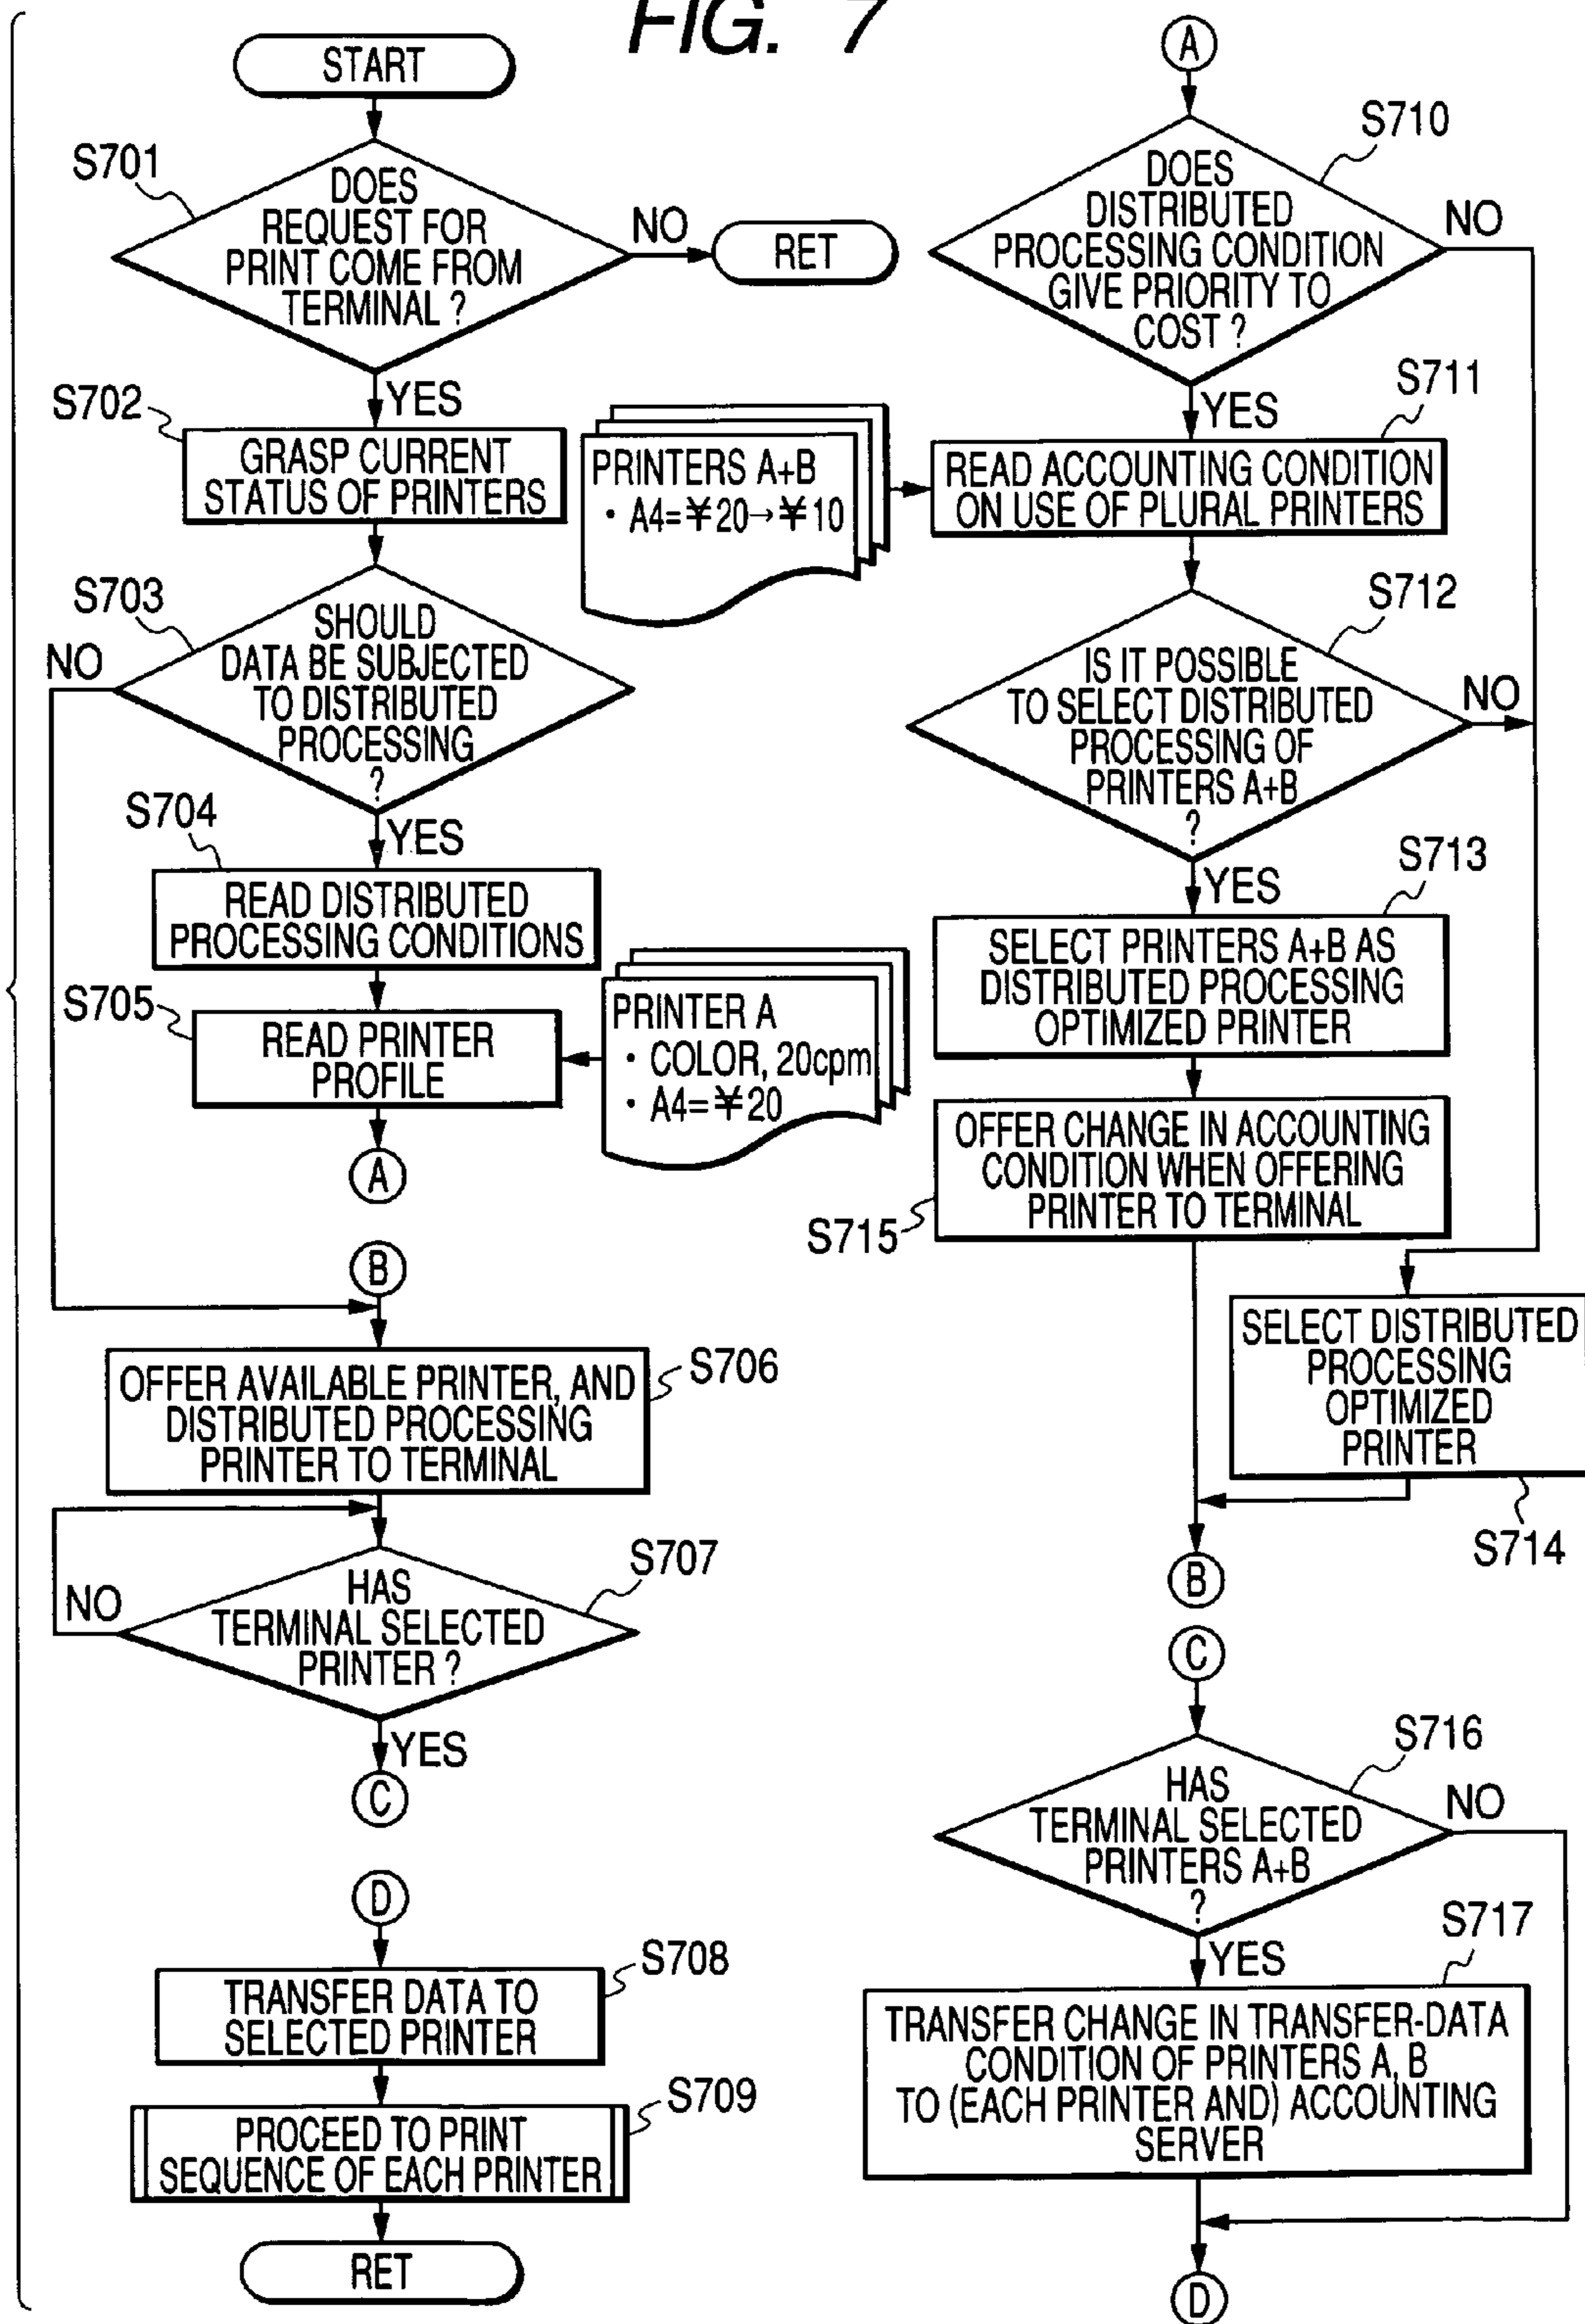 FIG. 7
START
S701
DOES
REQUEST FOR
PRINT COME FROM
TERMINAL ?
NO
RET
YES
S702
GRASP CURRENT
STATUS OF PRINTERS
S703
SHOULD
DATA BE SUBJECTED
TO DISTRIBUTED
PROCESSING
?
NO
YES
S704
READ DISTRIBUTED
PROCESSING CONDITIONS
S705
READ PRINTER
PROFILE
PRINTER A
・ COLOR, 20cpm
・ A4=¥20
A
B
S706
OFFER AVAILABLE PRINTER, AND
DISTRIBUTED PROCESSING
PRINTER TO TERMINAL
S707
HAS
TERMINAL SELECTED
PRINTER ?
NO
YES
C
D
S708
TRANSFER DATA TO
SELECTED PRINTER
S709
PROCEED TO PRINT
SEQUENCE OF EACH PRINTER
RET
A
S710
DOES
DISTRIBUTED
PROCESSING CONDITION
GIVE PRIORITY TO
COST ?
NO
YES
S711
PRINTERS A+B
・ A4=¥20→¥10
READ ACCOUNTING CONDITION
ON USE OF PLURAL PRINTERS
S712
IS IT POSSIBLE
TO SELECT DISTRIBUTED
PROCESSING OF
PRINTERS A+B
?
NO
YES
S713
SELECT PRINTERS A+B AS
DISTRIBUTED PROCESSING
OPTIMIZED PRINTER
OFFER CHANGE IN ACCOUNTING
CONDITION WHEN OFFERING
PRINTER TO TERMINAL
S715
SELECT DISTRIBUTED
PROCESSING
OPTIMIZED
PRINTER
S714
B
C
S716
HAS
TERMINAL SELECTED
PRINTERS A+B
?
NO
YES
S717
TRANSFER CHANGE IN TRANSFER-DATA
CONDITION OF PRINTERS A, B
TO (EACH PRINTER AND) ACCOUNTING
SERVER
D